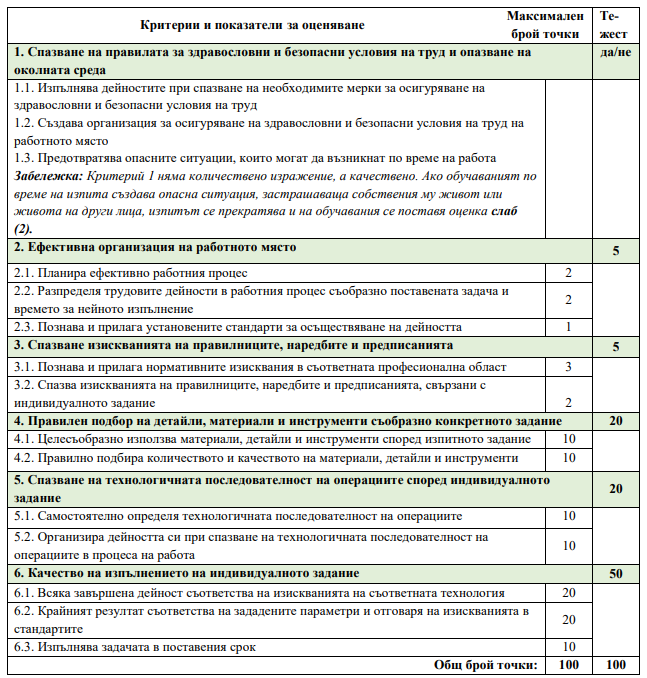 Критерии и показатели за оценяване
Максимален
брой точки
Те-
жест
1. Спазване на правилата за здравословни и безопасни условия на труд и опазване на
околната среда
да/не
1.1. Изпълнява дейностите при спазване на необходимите мерки за осигуряване на
здравословни и безопасни условия на труд
1.2. Създава организация за осигуряване на здравословни и безопасни условия на труд на
работното място
1.3. Предотвратява опасните ситуации, които могат да възникнат по време на работа
Забележка: Критерий 1 няма количествено изражение, а качествено. Ако обучаваният по
време на изпита създава опасна ситуация, застрашаваща собствения му живот или
живота на други лица, изпитът се прекратява и на обучавания се поставя оценка слаб
(2).
2. Ефективна организация на работното място 5
2.1. Планира ефективно работния процес 2
2.2. Разпределя трудовите дейности в работния процес съобразно поставената задача и
времето за нейното изпълнение 2
2.3. Познава и прилага установените стандарти за осъществяване на дейността 1
3. Спазване изискванията на правилниците, наредбите и предписанията 5
3.1. Познава и прилага нормативните изисквания в съответната професионална област 3
3.2. Спазва изискванията на правилниците, наредбите и предписанията, свързани с
индивидуалното задание 2
4. Правилен подбор на детайли, материали и инструменти съобразно конкретното задание 20
4.1. Целесъобразно използва материали, детайли и инструменти според изпитното задание 10
4.2. Правилно подбира количеството и качеството на материали, детайли и инструменти 10
5. Спазване на технологичната последователност на операциите според индивидуалното
задание 20
5.1. Самостоятелно определя технологичната последователност на операциите 10
5.2. Организира дейността си при спазване на технологичната последователност на
операциите в процеса на работа 10
6. Качество на изпълнението на индивидуалното задание 50
6.1. Всяка завършена дейност съответства на изискванията на съответната технология 20
6.2. Крайният резултат съответства на зададените параметри и отговаря на изискванията в
стандартите 20
6.3. Изпълнява задачата в поставения срок 10
Общ брой точки: 100 100